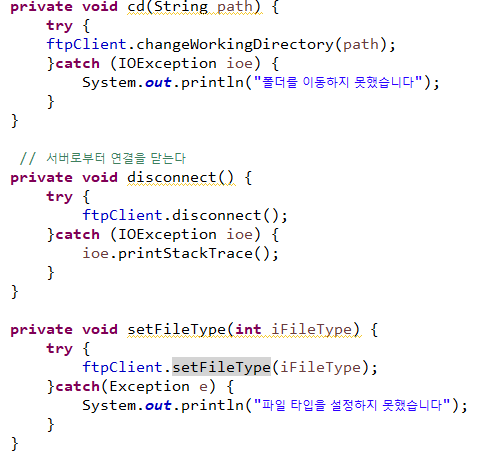 private void cd(String path) {
    try {
    ftpClient.changeWorkingDirectory(path);
    }catch (IOException ioe) {
        System.out.println("폴더를 이동하지 못했습니다");
    }
}
 // 서버로부터 연결을 닫는다
private void disconnect() {
    try {
        ftpClient.disconnect();
    }catch (IOException ioe) {
        ioe.printStackTrace();
    }
}
private void setFileType(int iFileType) {
    try {
        ftpClient.setFileType(iFileType);
    }catch(Exception e) {
        System.out.println("파일 타입을 설정하지 못했습니다");
    }
}